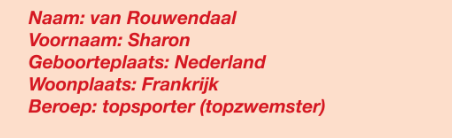 Naam: van Rouwendaal
Voornaam: Sharon
Geboorteplaats: Nederland
Woonplaats: Frankrijk
Beroep: topsporter (topzwemster)